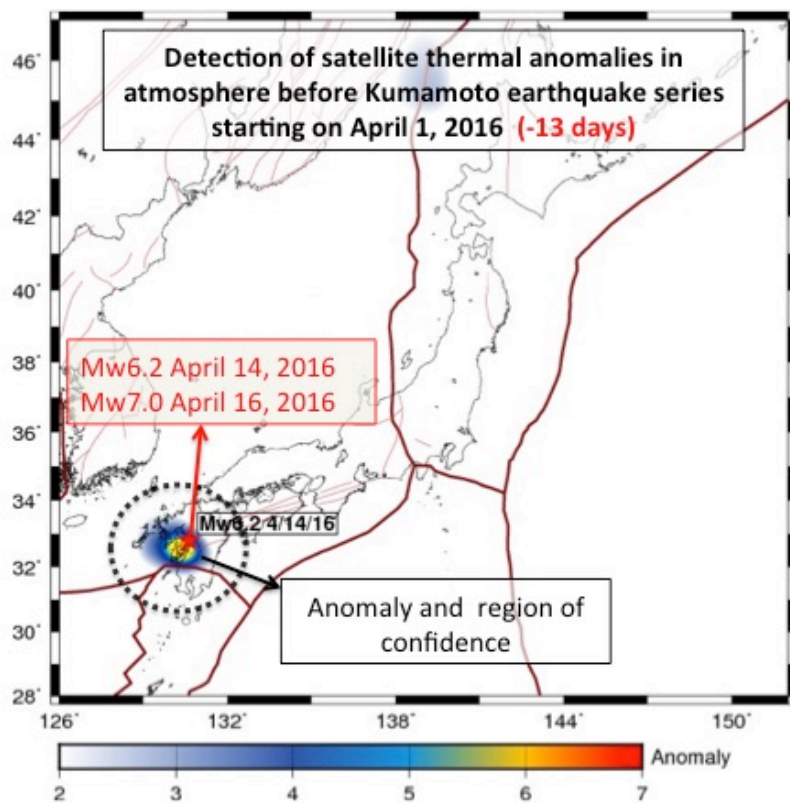 Detection of satellite thermal anomalies in
atmosphere before Kumamoto earthquake series
starting on April 1, 2016 (-13 days)
46°
44°
42°
40°
38°
36°
34°
32°
30°
28°
Mw6.2 April 14, 2016
Mw7.0 April 16, 2016
Mw6.2 4/14/16
Anomaly and region of
confidence
126° 132° 138° 144° 150°
Anomaly
2 3 4 5 6 7